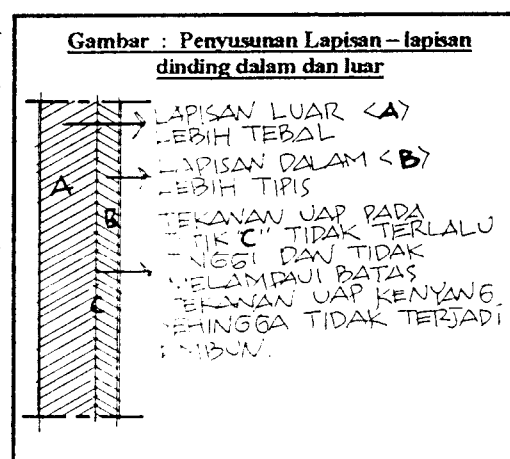 Gambar : Penyusunan Lapisan – lapisan
dinding dalam dan luar
LAPISAN LUAR <A>
LEBIH TEBAL
LAPISAN DALAM <B>
LEBIH TIPIS
TEKANAN UAP PADA
TITIK "C" TIDAK TERLALU
TINGGI DAN TIDAK
MELAMPAUI BATAS
TEKANAN UAP KENYANG
SEHINGGA TIDAK TERJADI
EMBUN.
A
B
C